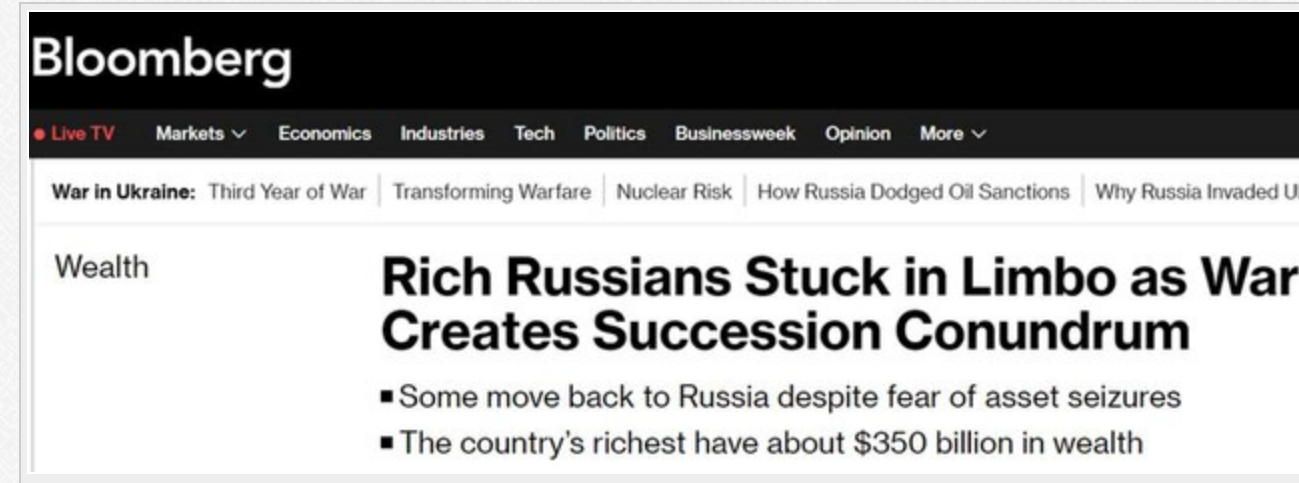 Bloomberg
Live TV Markets Economics Industries Tech Politics Businessweek Opinion More
War in Ukraine: Third Year of War Transforming Warfare Nuclear Risk How Russia Dodged Oil Sanctions Why Russia Invaded
Wealth
Rich Russians Stuck in Limbo as War
Creates Succession Conundrum
■ Some move back to Russia despite fear of asset seizures
■ The country's richest have about $350 billion in wealth